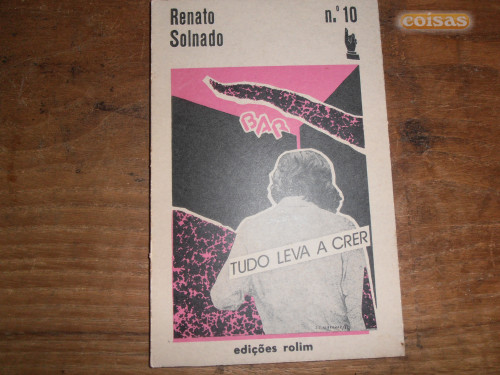 coisas
Renato
Solnado
n.º 10
BAR
TUDO LEVA A CRER
edições rolim